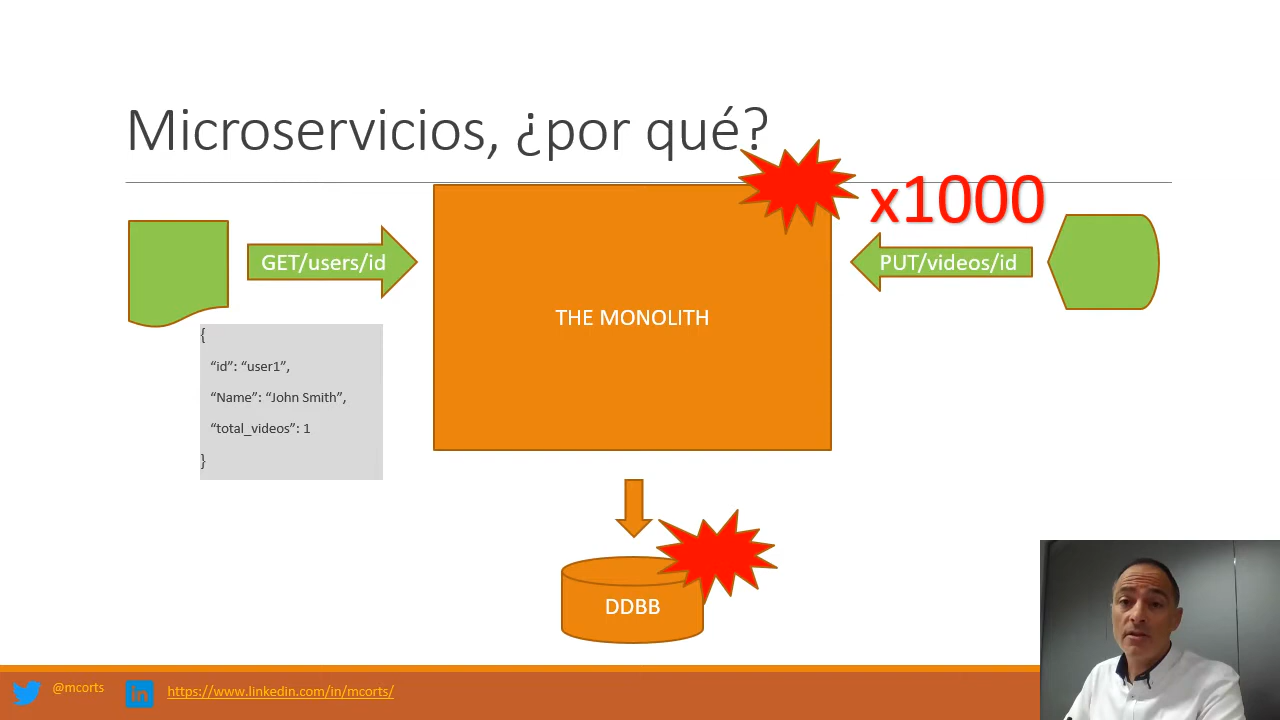 Microservicios, ¿por qué?
x1000
GET/users/id
PUT/videos/id
THE MONOLITH
{
“id”: “user1”,
“Name”: “John Smith”,
“total_videos”: 1
}
DDBB
@mcorts
in
https://www.linkedin.com/in/mcorts/